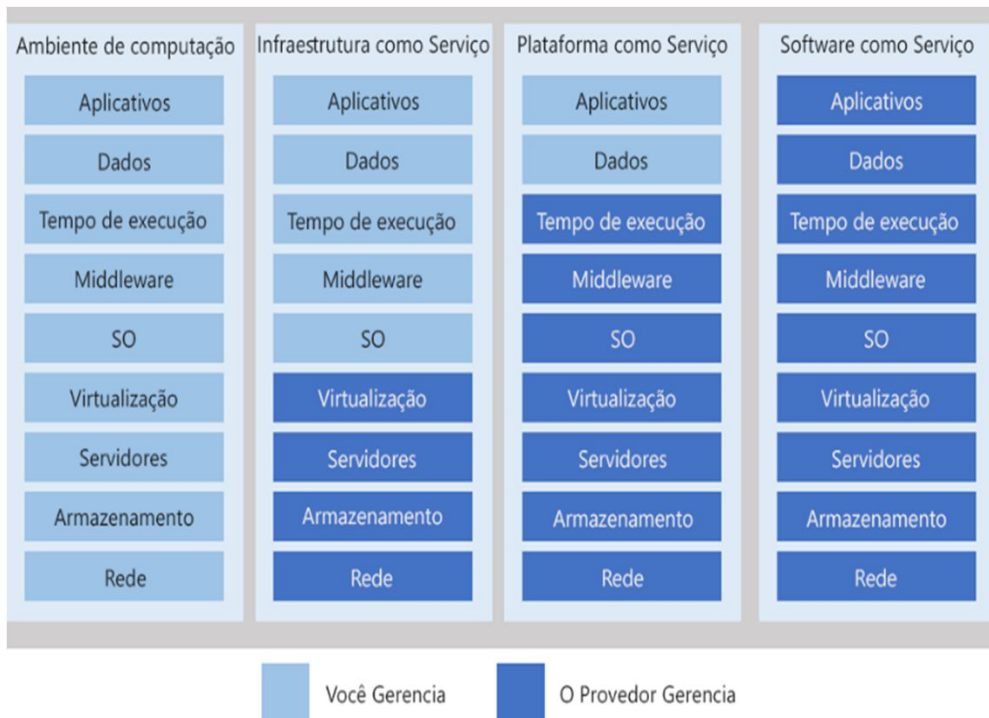 Ambiente de computação
Aplicativos
Dados
Tempo de execução
Middleware
SO
Virtualização
Servidores
Armazenamento
Rede
Infraestrutura como Serviço
Aplicativos
Dados
Tempo de execução
Middleware
SO
Virtualização
Servidores
Armazenamento
Rede
Plataforma como Serviço
Aplicativos
Dados
Tempo de execução
Middleware
SO
Virtualização
Servidores
Armazenamento
Rede
Software como Serviço
Aplicativos
Dados
Tempo de execução
Middleware
SO
Virtualização
Servidores
Armazenamento
Rede
Você Gerencia
O Provedor Gerencia